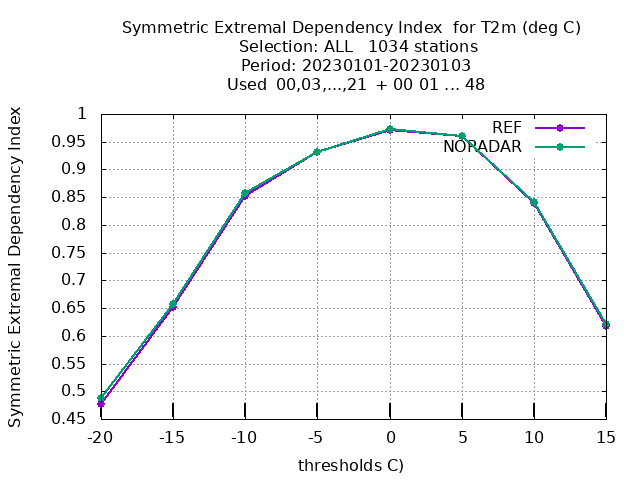 Symmetric Extremal Dependency Index  for T2m (deg C)
Selection: ALL   1034 stations
Period: 20230101-20230103
Used  00,03,...,21  + 00 01 ... 48
Symmetric Extremal Dependency Index
1
0.95
0.9
0.85
0.8
0.75
0.7
0.65
0.6
0.55
0.5
0.45
REF
NORADAR
-20 -15 -10 -5 0 5 10 15
thresholds C)